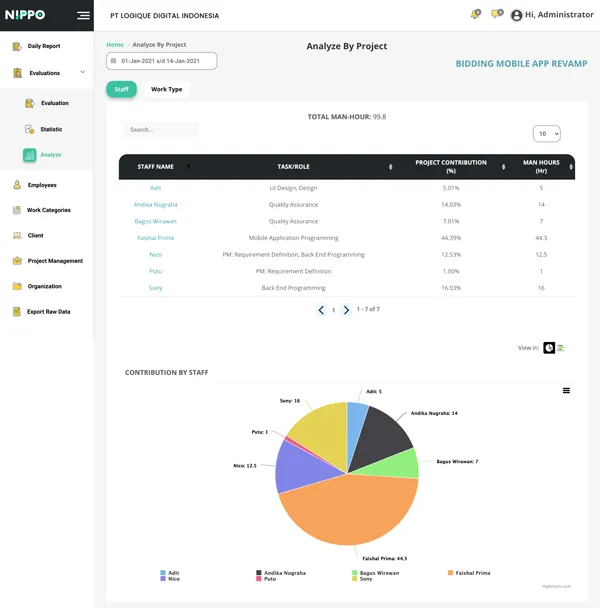 NIPPO
PT LOGIQUE DIGITAL INDONESIA
Hi, Administrator
Daily Report
Evaluations
Evaluation
Statistic
Analyze
Employees
Work Categories
Client
Project Management
Organization
Export Raw Data
Home - Analyze By Project
Analyze By Project
01-Jan-2021 s/d 14-Jan-2021
BIDDING MOBILE APP REVAMP
Staff Work Type
TOTAL MAN-HOUR: 99.8
Search...
10
STAFF NAME TASK/ROLE PROJECT CONTRIBUTION (%) MAN HOURS (Hr)
Adit UI Design, Design 5.01% 5
Andika Nugraha Quality Assurance 14.03% 14
Bagus Wirawan Quality Assurance 7.01% 7
Faishal Prima Mobile Application Programming 44.39% 44.3
Nico PM: Requirement Definition, Back End Programming 12.53% 12.5
Putu PM: Requirement Definition 1.00% 1
Sony Back End Programming 16.03% 16
1 1 - 7 of 7
View in:
CONTRIBUTION BY STAFF
Adit: 5
Sony: 16
Andika Nugraha: 14
Putu: 1
Bagus Wirawan: 7
Nico: 12.5
Faishal Prima: 44.3
Adit Andika Nugraha Bagus Wirawan Faishal Prima
Nico Putu Sony
Highcharts.com